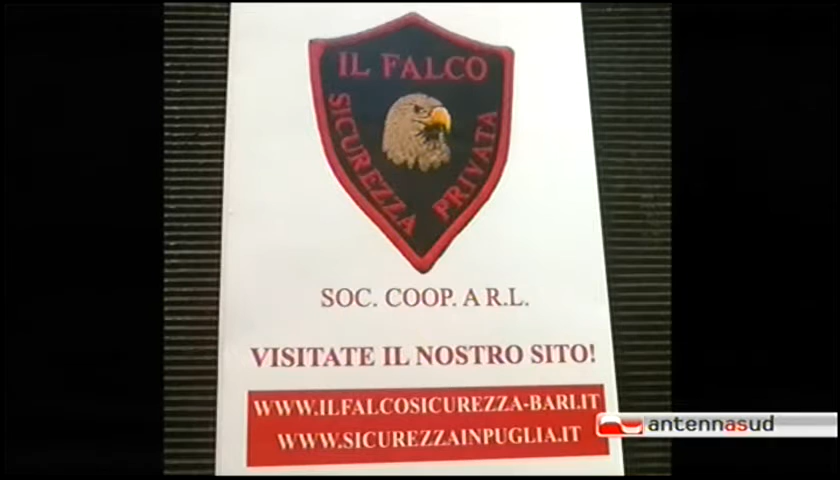 IL FALCO
SICUREZZA
PRIVATA
SOC. COOP. A R.L.
VISITATE IL NOSTRO SITO!
WWW.ILFALCOSICUREZZA-BARI.IT
WWW.SICUREZZAINPUGLIA.IT
antennasud